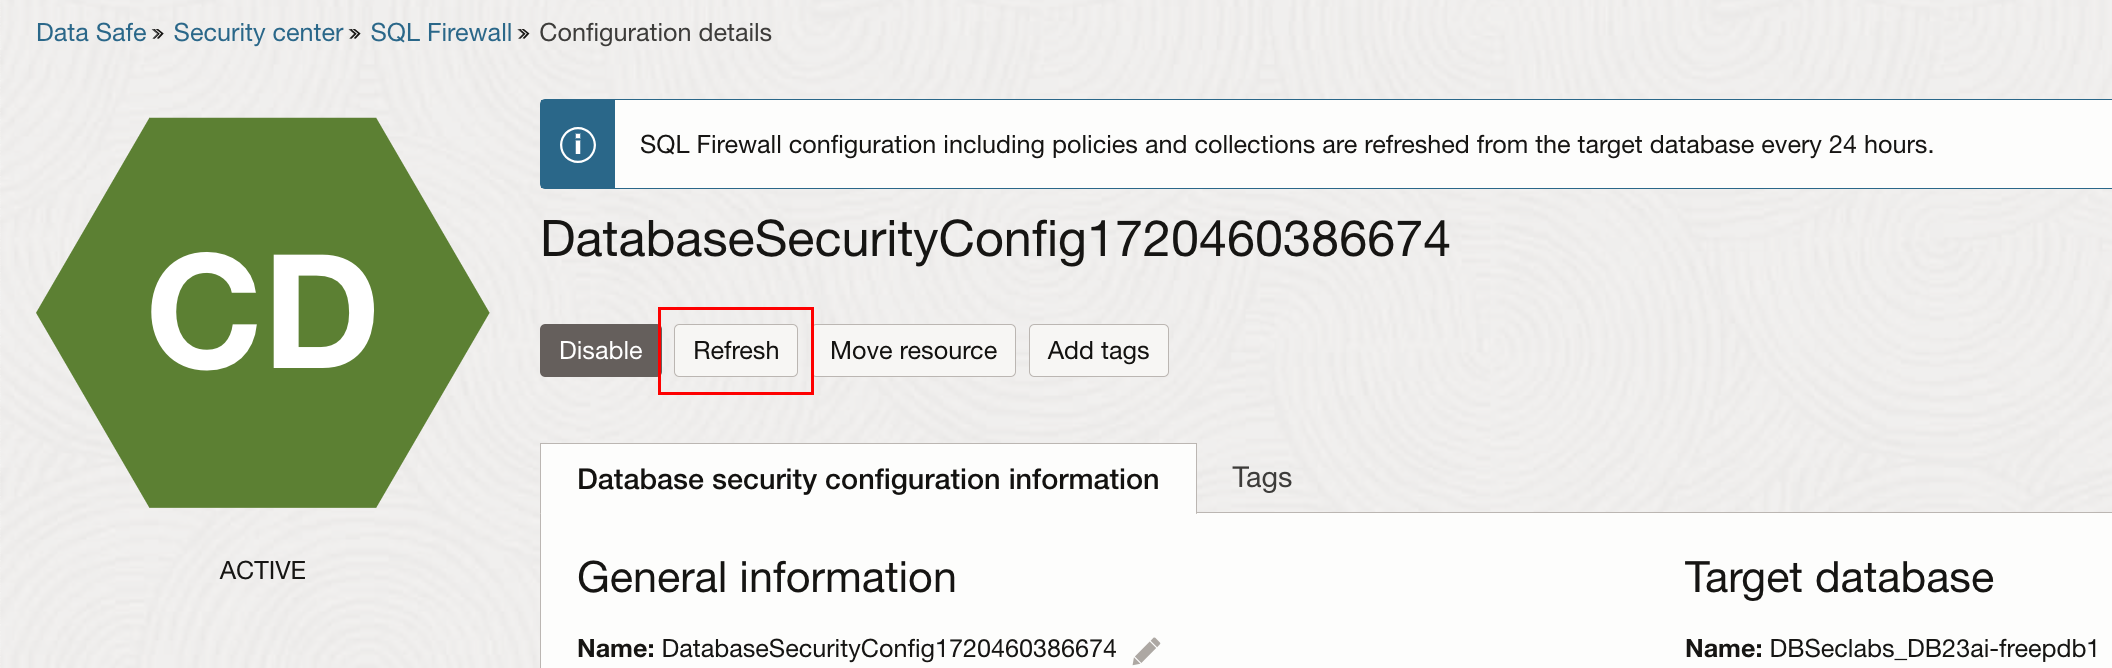 Data Safe » Security center » SQL Firewall » Configuration details
SQL Firewall configuration including policies and collections are refreshed from the target database every 24 hours.
DatabaseSecurityConfig1720460386674
CD
Disable Refresh Move resource Add tags
Database security configuration information Tags
ACTIVE
General information
Target database
Name: DatabaseSecurityConfig1720460386674
Name: DBSeclabs_DB23ai-freepdb1